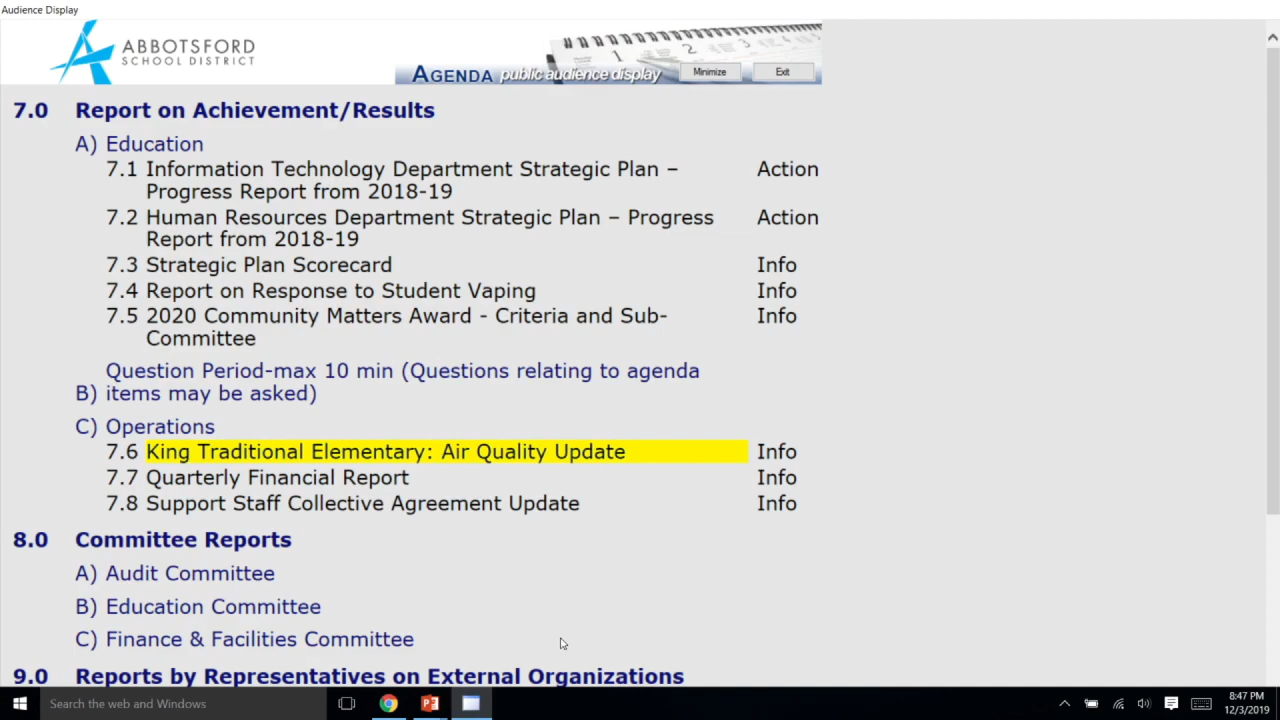 Audience Display
ABBOTSFORD
SCHOOL DISTRICT
AGENDA public audience display
Minimize
Exit
7.0 Report on Achievement/Results
A) Education
7.1 Information Technology Department Strategic Plan – Action
Progress Report from 2018-19
7.2 Human Resources Department Strategic Plan – Progress Action
Report from 2018-19
7.3 Strategic Plan Scorecard Info
7.4 Report on Response to Student Vaping Info
7.5 2020 Community Matters Award - Criteria and Sub- Info
Committee
Question Period-max 10 min (Questions relating to agenda
B) items may be asked)
C) Operations
7.6 King Traditional Elementary: Air Quality Update Info
7.7 Quarterly Financial Report Info
7.8 Support Staff Collective Agreement Update Info
8.0 Committee Reports
A) Audit Committee
B) Education Committee
C) Finance & Facilities Committee
9.0 Reports by Representatives on External Organizations
Search the web and Windows
8:47 PM
12/3/2019